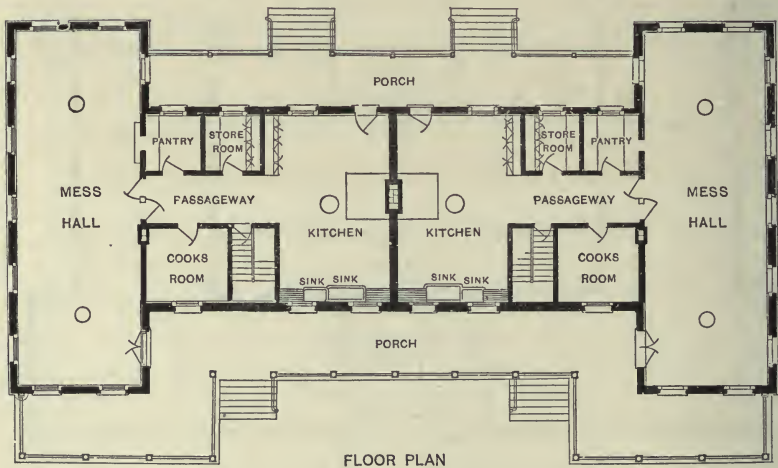 PORCH
PANTRY
STORE
ROOM
STORE
ROOM
PANTRY
MESS
HALL
PASSAGEWAY
KITCHEN
KITCHEN
PASSAGEWAY
MESS
HALL
COOKS
ROOM
SINK
SINK
SINK
SINK
COOKS
ROOM
PORCH
FLOOR PLAN